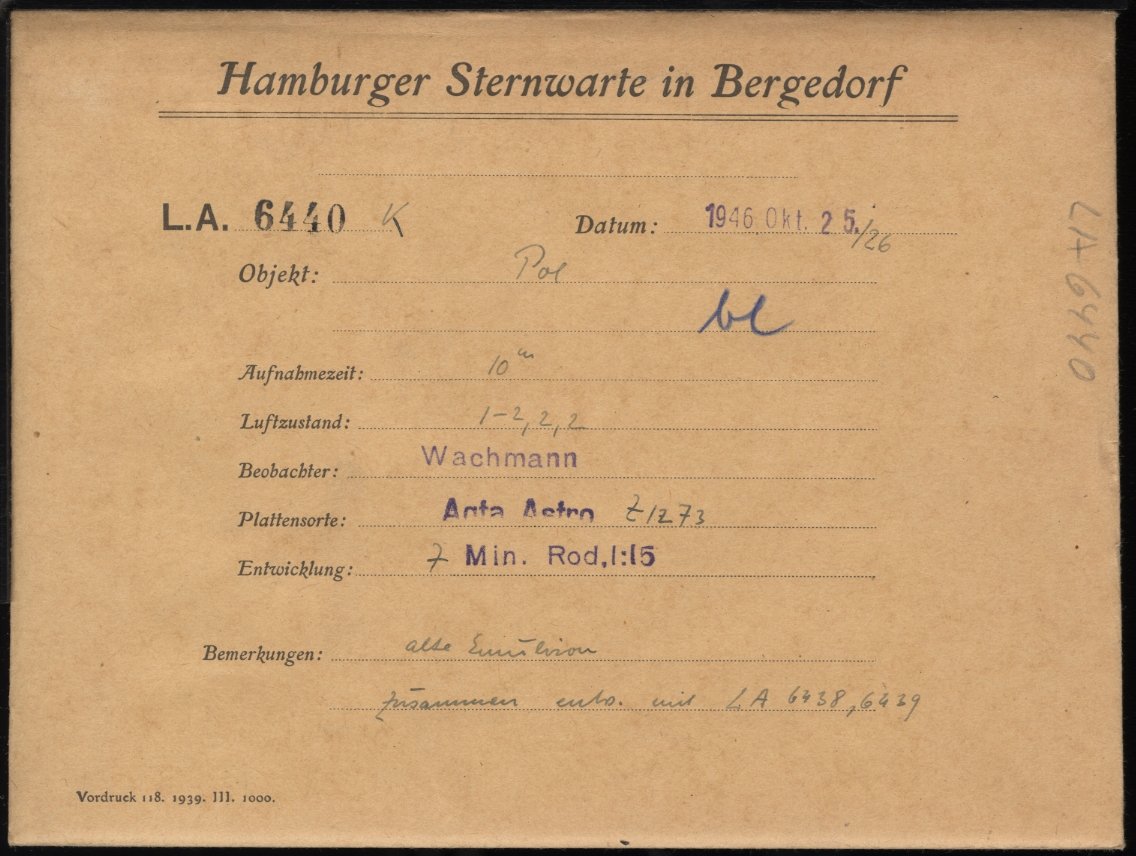 Hamburger Sternwarte in Bergedorf
L.A. 6440 K
Datum: 1946 Okt. 25./26
Objekt: Pol
bl
Aufnahmezeit: 10m
Luftzustand: 1-2, 2, 2
Beobachter: Wachmann
Plattensorte: Agfa Astro Z1273
Entwicklung: 7 Min. Rod, 1:15
Bemerkungen: alte Emulsion
zusammen entw. mit LA 6438, 6439
Vordruck 118. 1939. III. 1000.
LA 6440